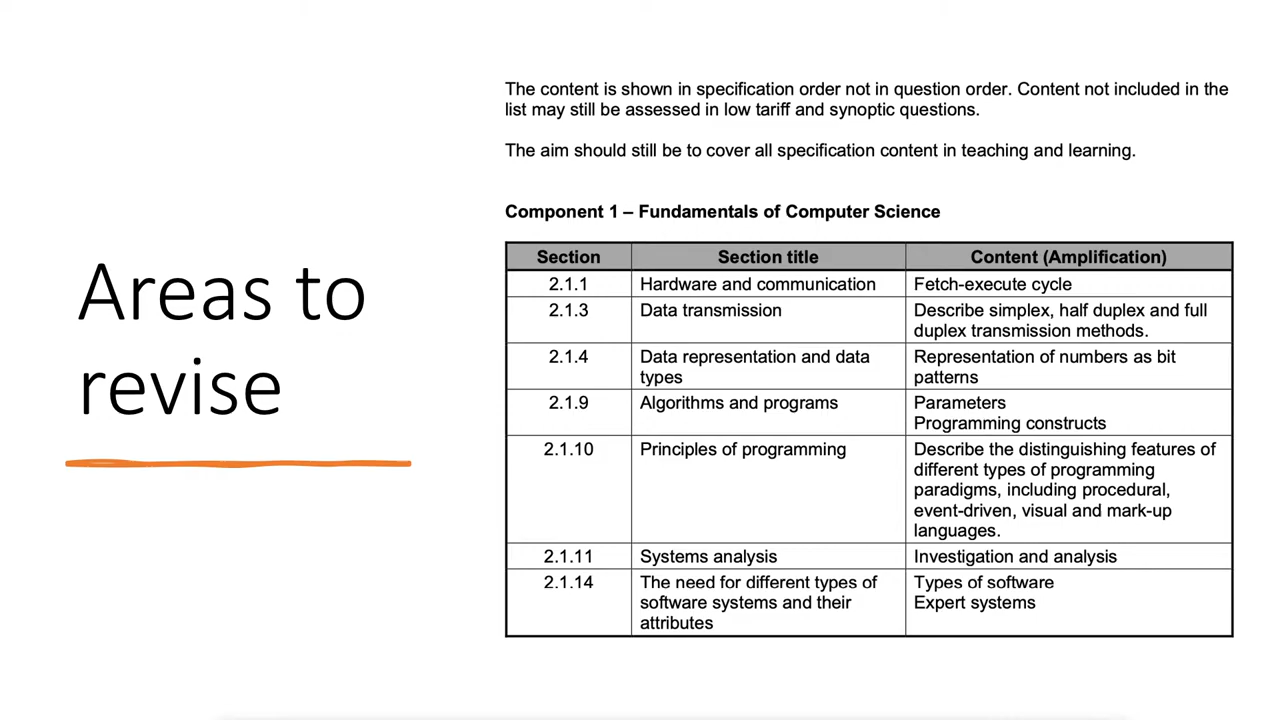 Areas to
revise
The content is shown in specification order not in question order. Content not included in the
list may still be assessed in low tariff and synoptic questions.
The aim should still be to cover all specification content in teaching and learning.
Component 1 – Fundamentals of Computer Science
Section Section title Content (Amplification)
2.1.1 Hardware and communication Fetch-execute cycle
2.1.3 Data transmission Describe simplex, half duplex and full
duplex transmission methods.
2.1.4 Data representation and data Representation of numbers as bit
types patterns
2.1.9 Algorithms and programs Parameters
Programming constructs
2.1.10 Principles of programming Describe the distinguishing features of
different types of programming
paradigms, including procedural,
event-driven, visual and mark-up
languages.
2.1.11 Systems analysis Investigation and analysis
2.1.14 The need for different types of Types of software
software systems and their Expert systems
attributes